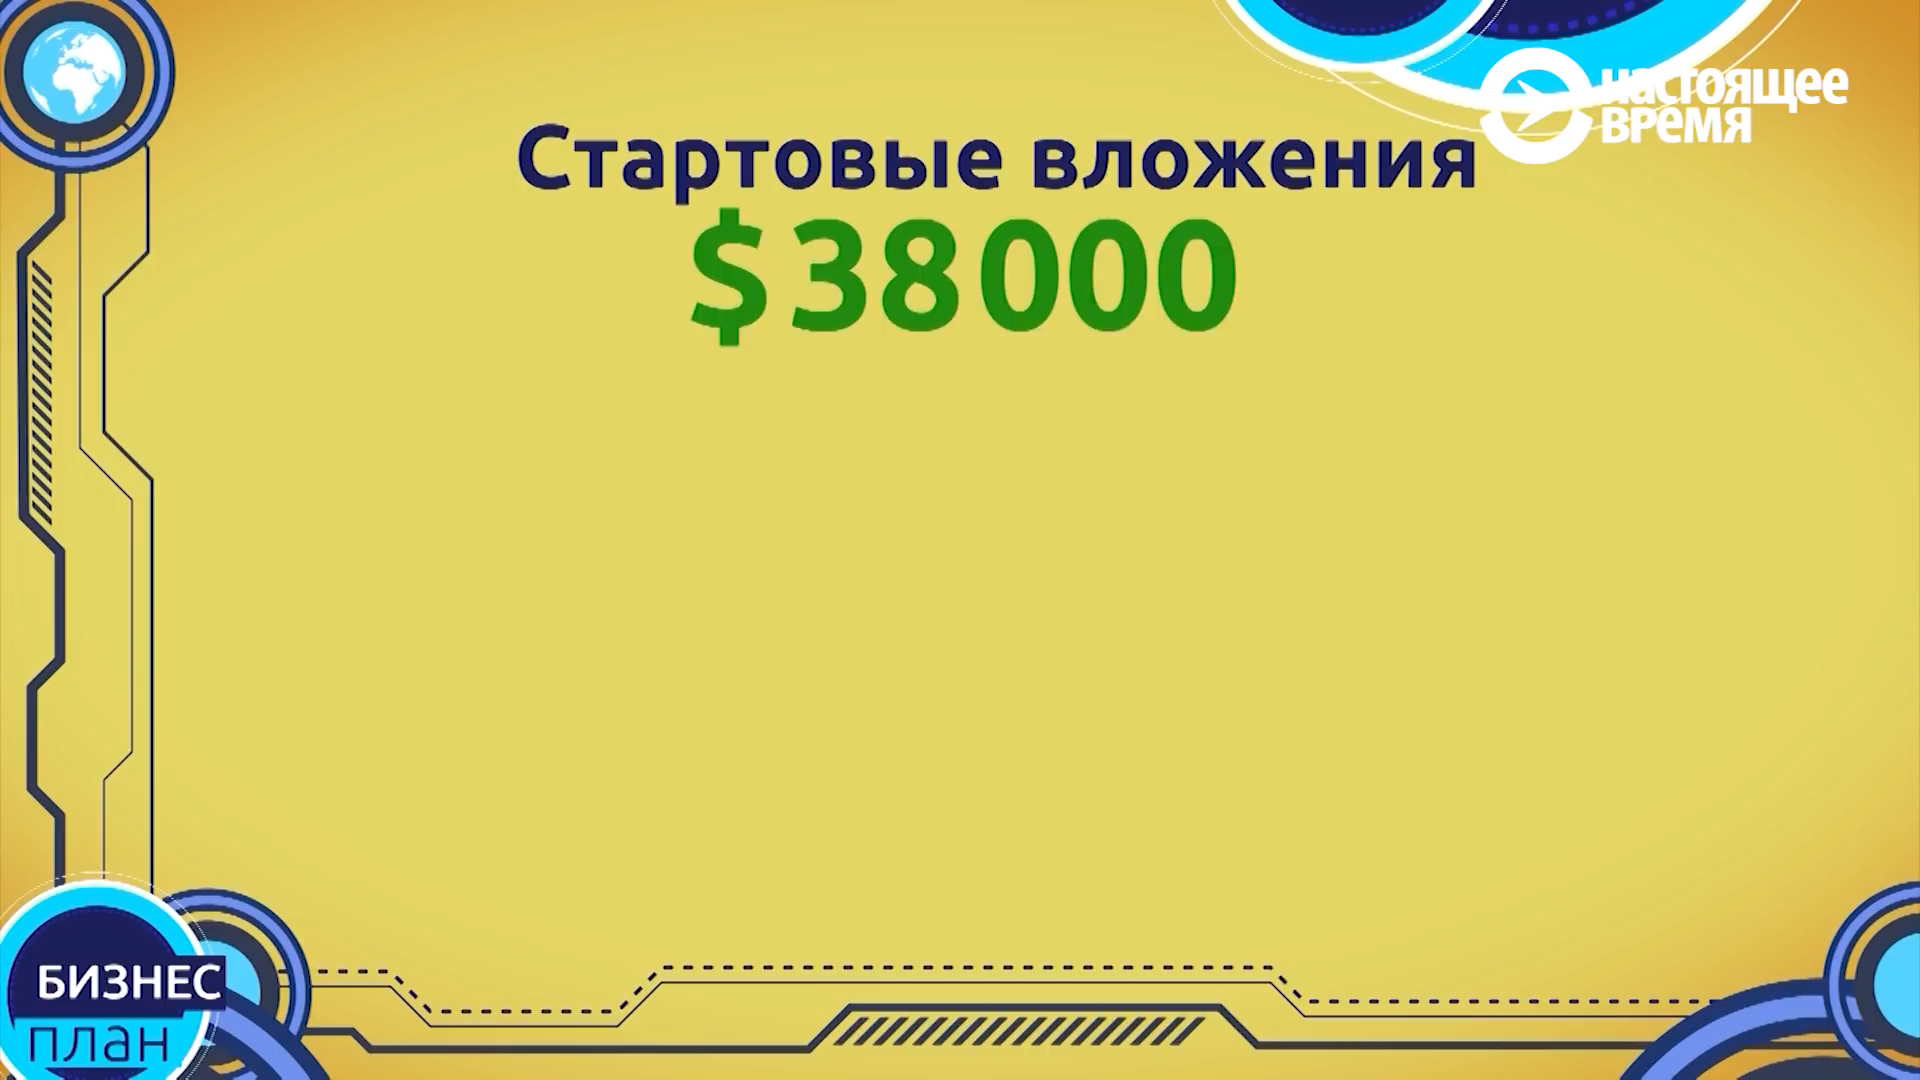 настоящее
время
Стартовые вложения
$38000
БИЗНЕС
план